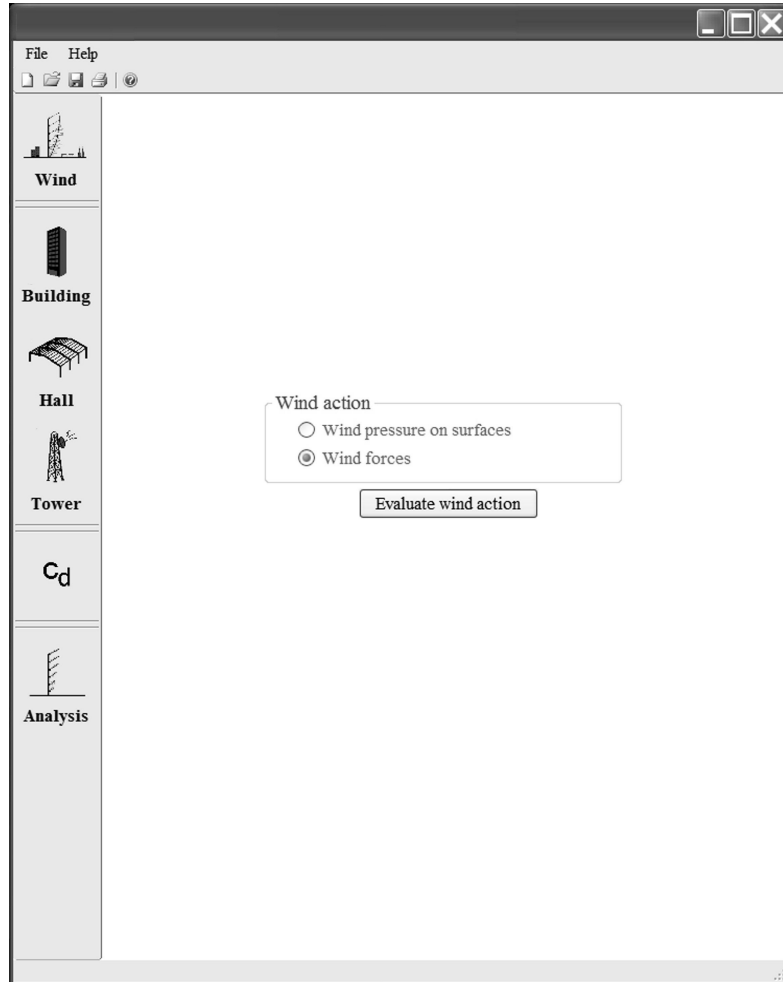 File Help
Wind
Building
Hall
Tower
Cd
Analysis
Wind action
Wind pressure on surfaces
Wind forces
Evaluate wind action